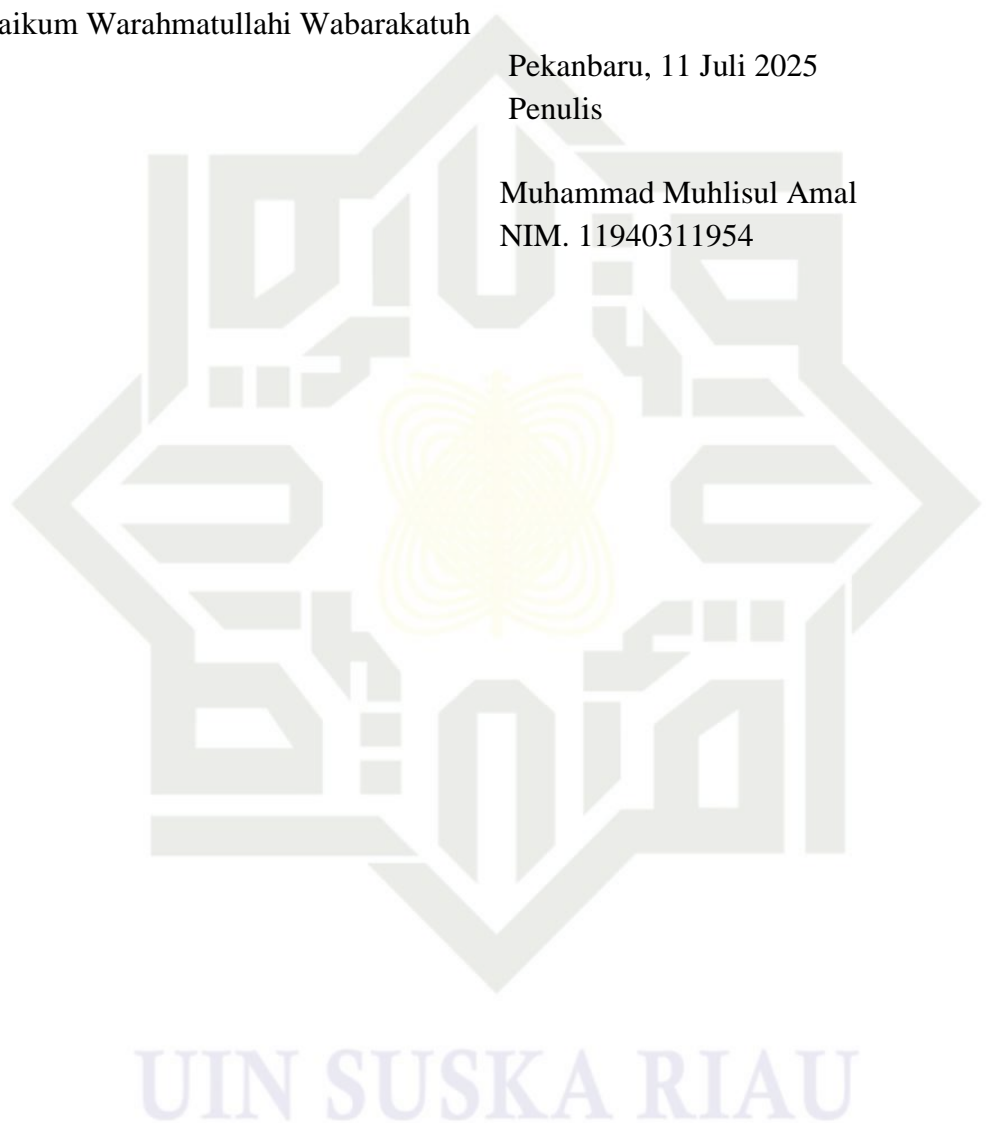 aikum Warahmatullahi Wabarakatuh
Pekanbaru, 11 Juli 2025
Penulis
Muhammad Muhlisul Amal
NIM. 11940311954
UIN SUSKA RIAU